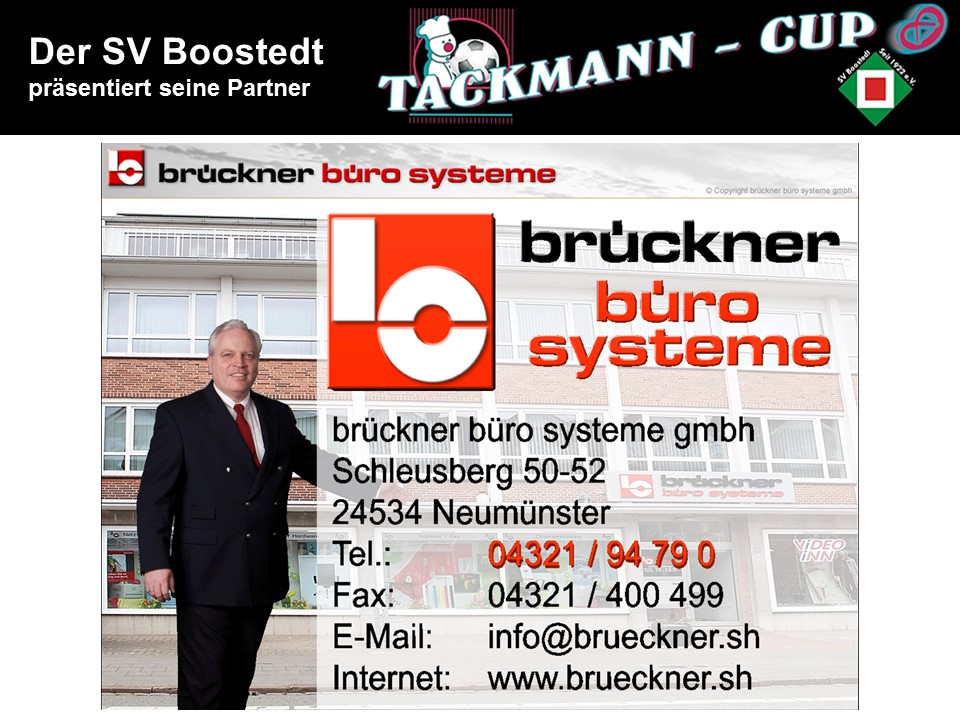 Der SV Boostedt
präsentiert seine Partner
TACKMANN - CUP
SV Boostedt Seit 1922 e.V.
brückner büro systeme
© Copyright brückner büro systeme gmbh
brückner
büro
systeme
brückner büro systeme gmbh
Schleusberg 50-52
24534 Neumünster
Tel.: 04321 / 94 79 0
Fax: 04321 / 400 499
E-Mail: info@brueckner.sh
Internet: www.brueckner.sh
brückner
büro systeme
ViDEO
iNN